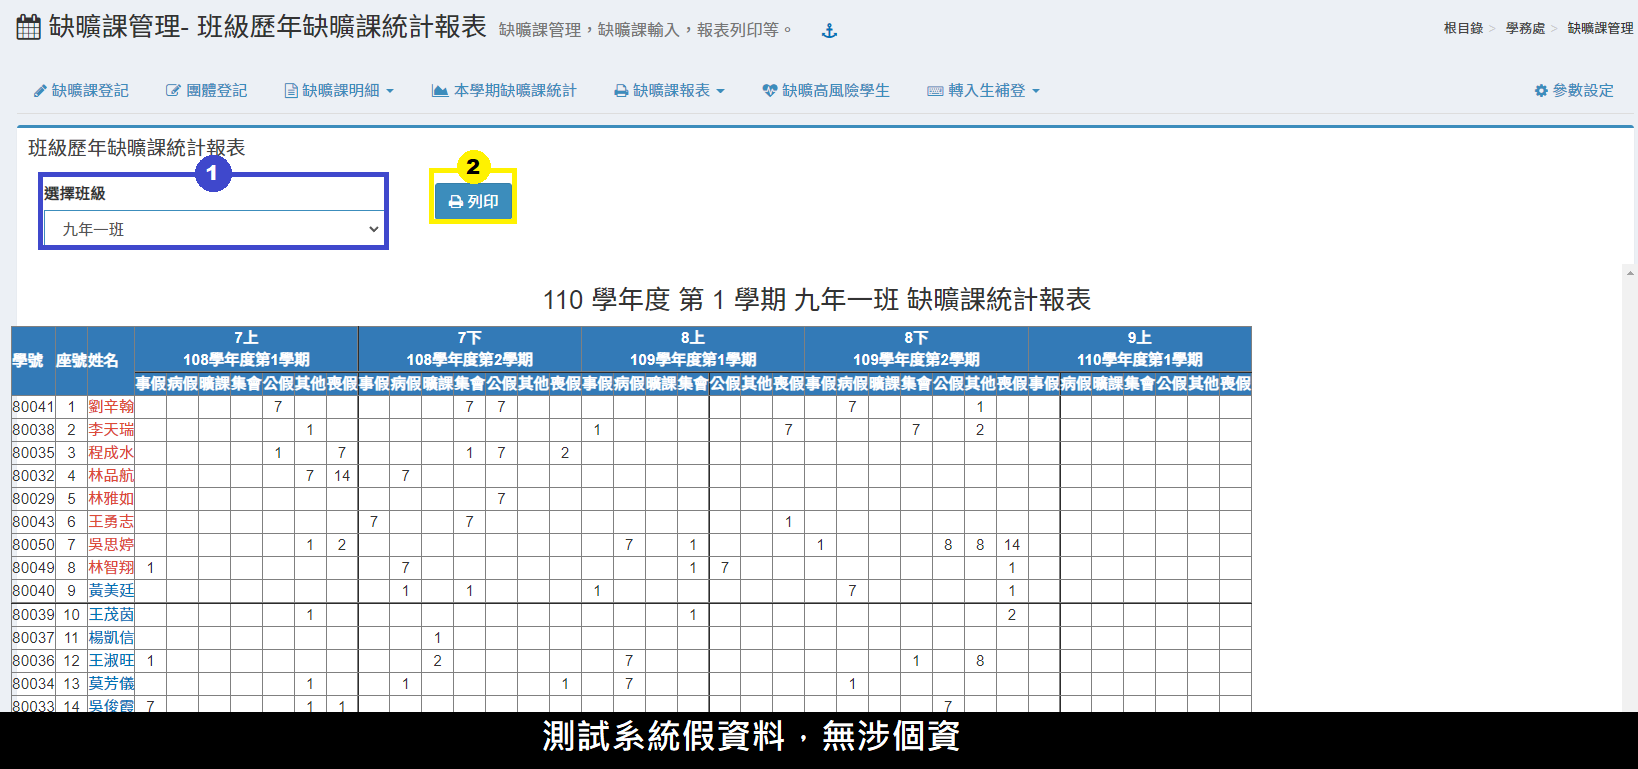 缺曠課管理- 班級歷年缺曠課統計報表 缺曠課管理，缺曠課輸入，報表列印等。
根目錄 > 學務處 > 缺曠課管理
缺曠課登記 團體登記 缺曠課明細 本學期缺曠課統計 缺曠課報表 缺曠高風險學生 轉入生補登 參數設定
班級歷年缺曠課統計報表
1
選擇班級
九年一班
2
列印
110 學年度 第 1 學期 九年一班 缺曠課統計報表
7上 7下 8上 8下 9上
學號 座號 姓名 108學年度第1學期 108學年度第2學期 109學年度第1學期 109學年度第2學期 110學年度第1學期
事假 病假 曠課 集會 公假 其他 喪假 事假 病假 曠課 集會 公假 其他 喪假 事假 病假 曠課 集會 公假 其他 喪假 事假 病假 曠課 集會 公假 其他 喪假 事假 病假 曠課 集會 公假 其他 喪假
80041 1 劉辛翰 7 7 7 7 1
80038 2 李天瑞 1 1 7 7 2
80035 3 程成水 1 7 1 7 2
80032 4 林品航 7 14 7
80029 5 林雅如 7
80043 6 王勇志 7 7 1
80050 7 吳思婷 1 2 7 1 1 8 8 14
80049 8 林智翔 1 7 1 7 1
80040 9 黃美廷 1 1 1 7 1
80039 10 王茂茵 1 1 2
80037 11 楊凱信 1
80036 12 王淑旺 1 2 7 1 8
80034 13 莫芳儀 1 1 1 7 1
80033 14 吳俊霞 7 1 1 7
測試系統假資料，無涉個資